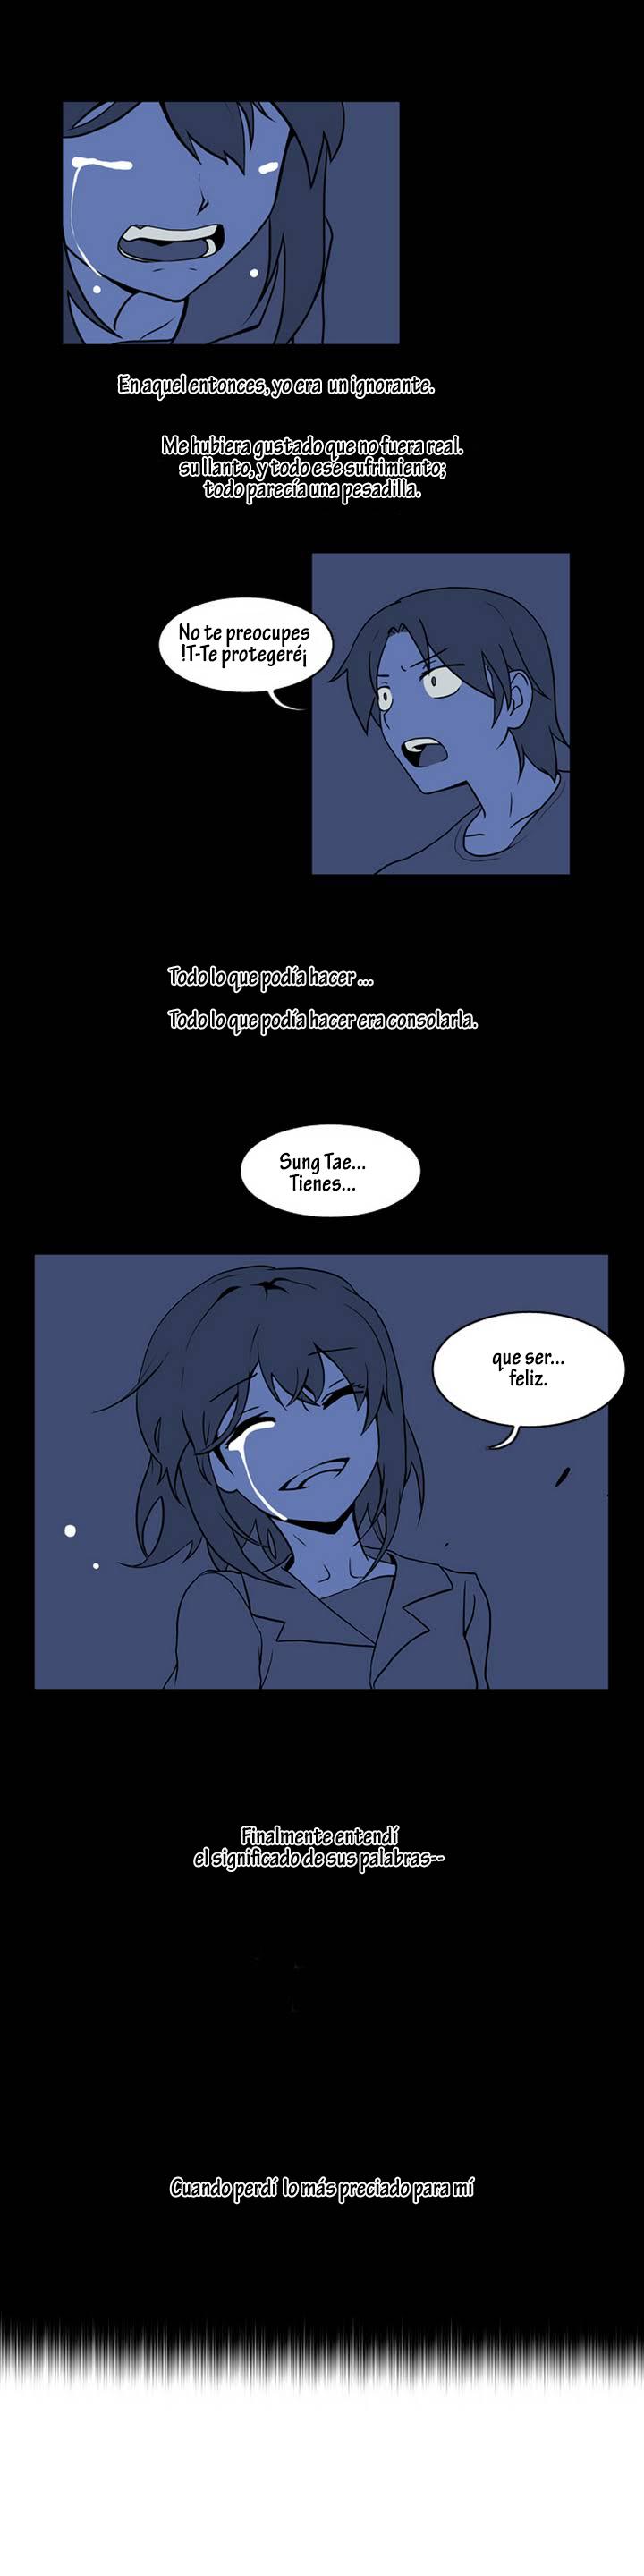 En aquel entonces, yo era un ignorante.
Me hubiera gustado que no fuera real.
su llanto, y todo ese sufrimiento;
todo parecía una pesadilla.
No te preocupes
!T-Te protegeré¡
Todo lo que podía hacer ...
Todo lo que podía hacer era consolarla.
Sung Tae...
Tienes...
que ser...
feliz.
Finalmente entendí
el significado de sus palabras--
Cuando perdí lo más preciado para mí